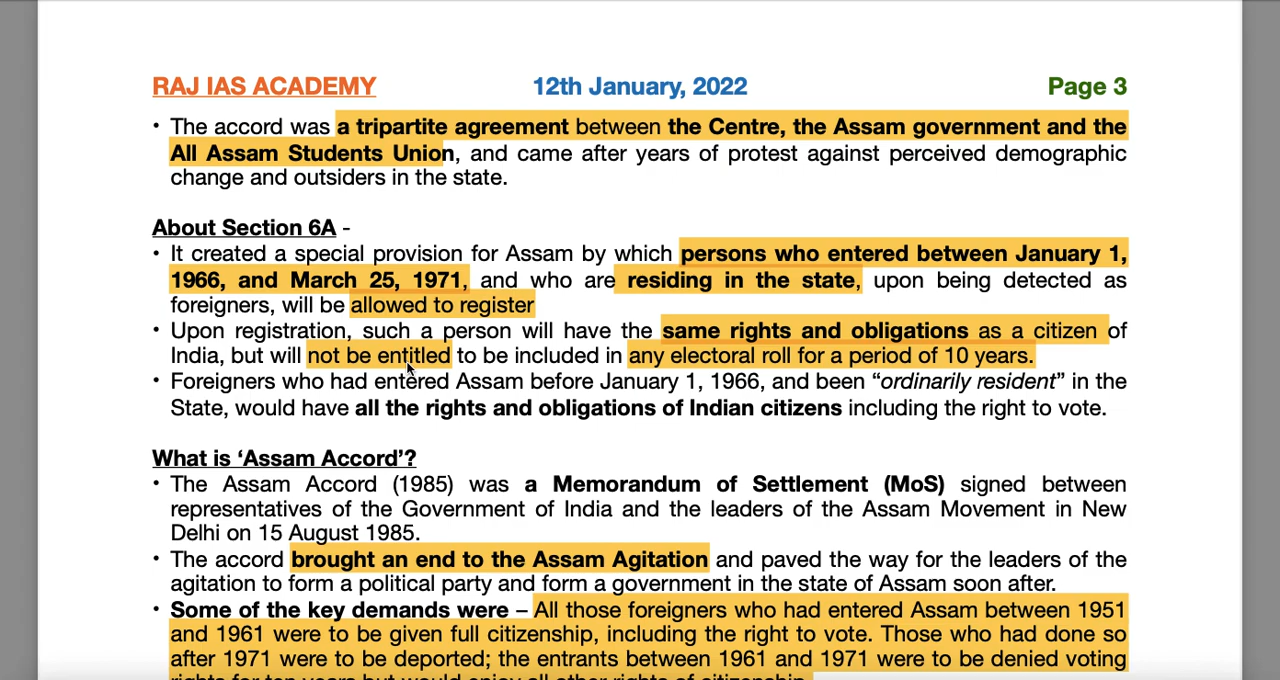 RAJ IAS ACADEMY 12th January, 2022 Page 3
• The accord was a tripartite agreement between the Centre, the Assam government and the
All Assam Students Union, and came after years of protest against perceived demographic
change and outsiders in the state.
About Section 6A -
• It created a special provision for Assam by which persons who entered between January 1,
1966, and March 25, 1971, and who are residing in the state, upon being detected as
foreigners, will be allowed to register
• Upon registration, such a person will have the same rights and obligations as a citizen of
India, but will not be entitled to be included in any electoral roll for a period of 10 years.
• Foreigners who had entered Assam before January 1, 1966, and been “ordinarily resident” in the
State, would have all the rights and obligations of Indian citizens including the right to vote.
What is ‘Assam Accord’?
• The Assam Accord (1985) was a Memorandum of Settlement (MoS) signed between
representatives of the Government of India and the leaders of the Assam Movement in New
Delhi on 15 August 1985.
• The accord brought an end to the Assam Agitation and paved the way for the leaders of the
agitation to form a political party and form a government in the state of Assam soon after.
• Some of the key demands were – All those foreigners who had entered Assam between 1951
and 1961 were to be given full citizenship, including the right to vote. Those who had done so
after 1971 were to be deported; the entrants between 1961 and 1971 were to be denied voting
rights for ten years but would enjoy all other rights of citizenship.